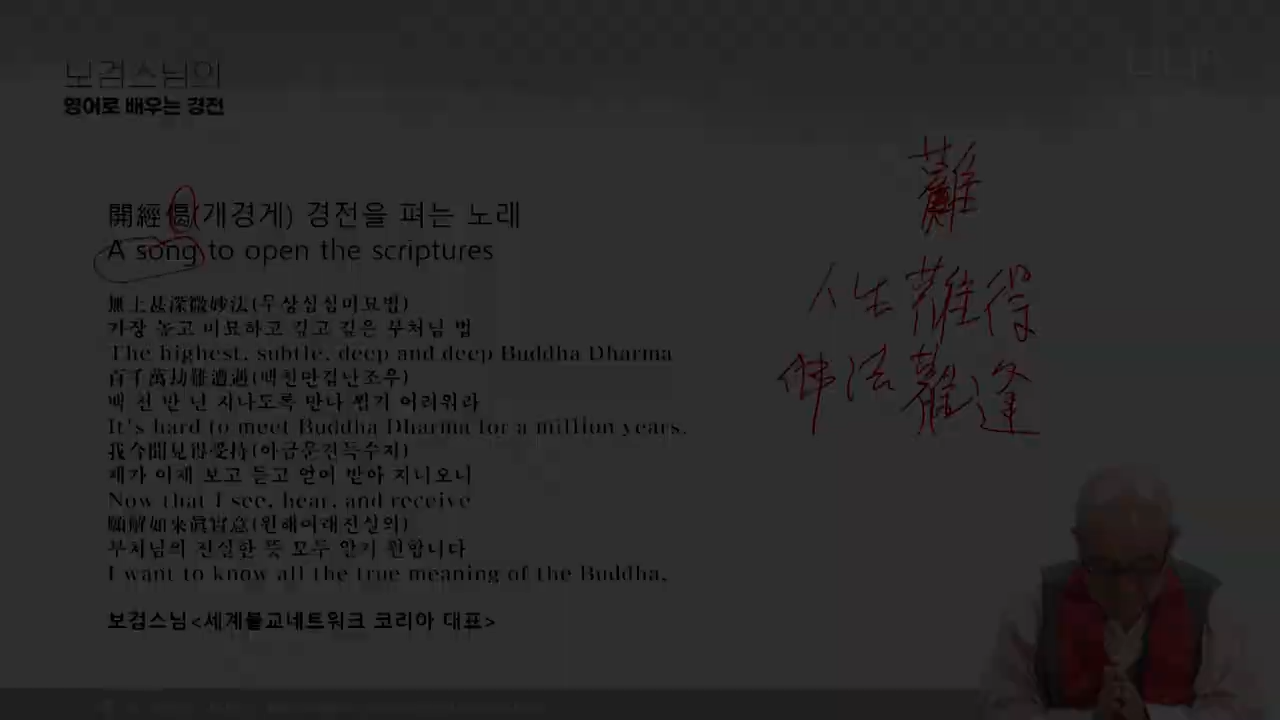 보검스님의
영어로 배우는 경전
開經偈(개경게) 경전을 펴는 노래
A song to open the scriptures
無上甚深微妙法(무상심심미묘법)
가장 높고 미묘하고 깊고 깊은 부처님 법
The highest, subtle, deep and deep Buddha Dharma
百千萬劫難遭遇(백천만겁난조우)
백 천 만 년 지나도록 만나 뵙기 어려워라
It's hard to meet Buddha Dharma for a million years.
我今聞見得受持(아금문견득수지)
제가 이제 보고 듣고 얻어 받아 지니오니
Now that I see, hear, and receive
願解如來眞實意(원해여래진실의)
부처님의 진실한 뜻 모두 알기 원합니다
I want to know all the true meaning of the Buddha.
보검스님<세계불교네트워크 코리아 대표>
難
人生難得
佛法難逢